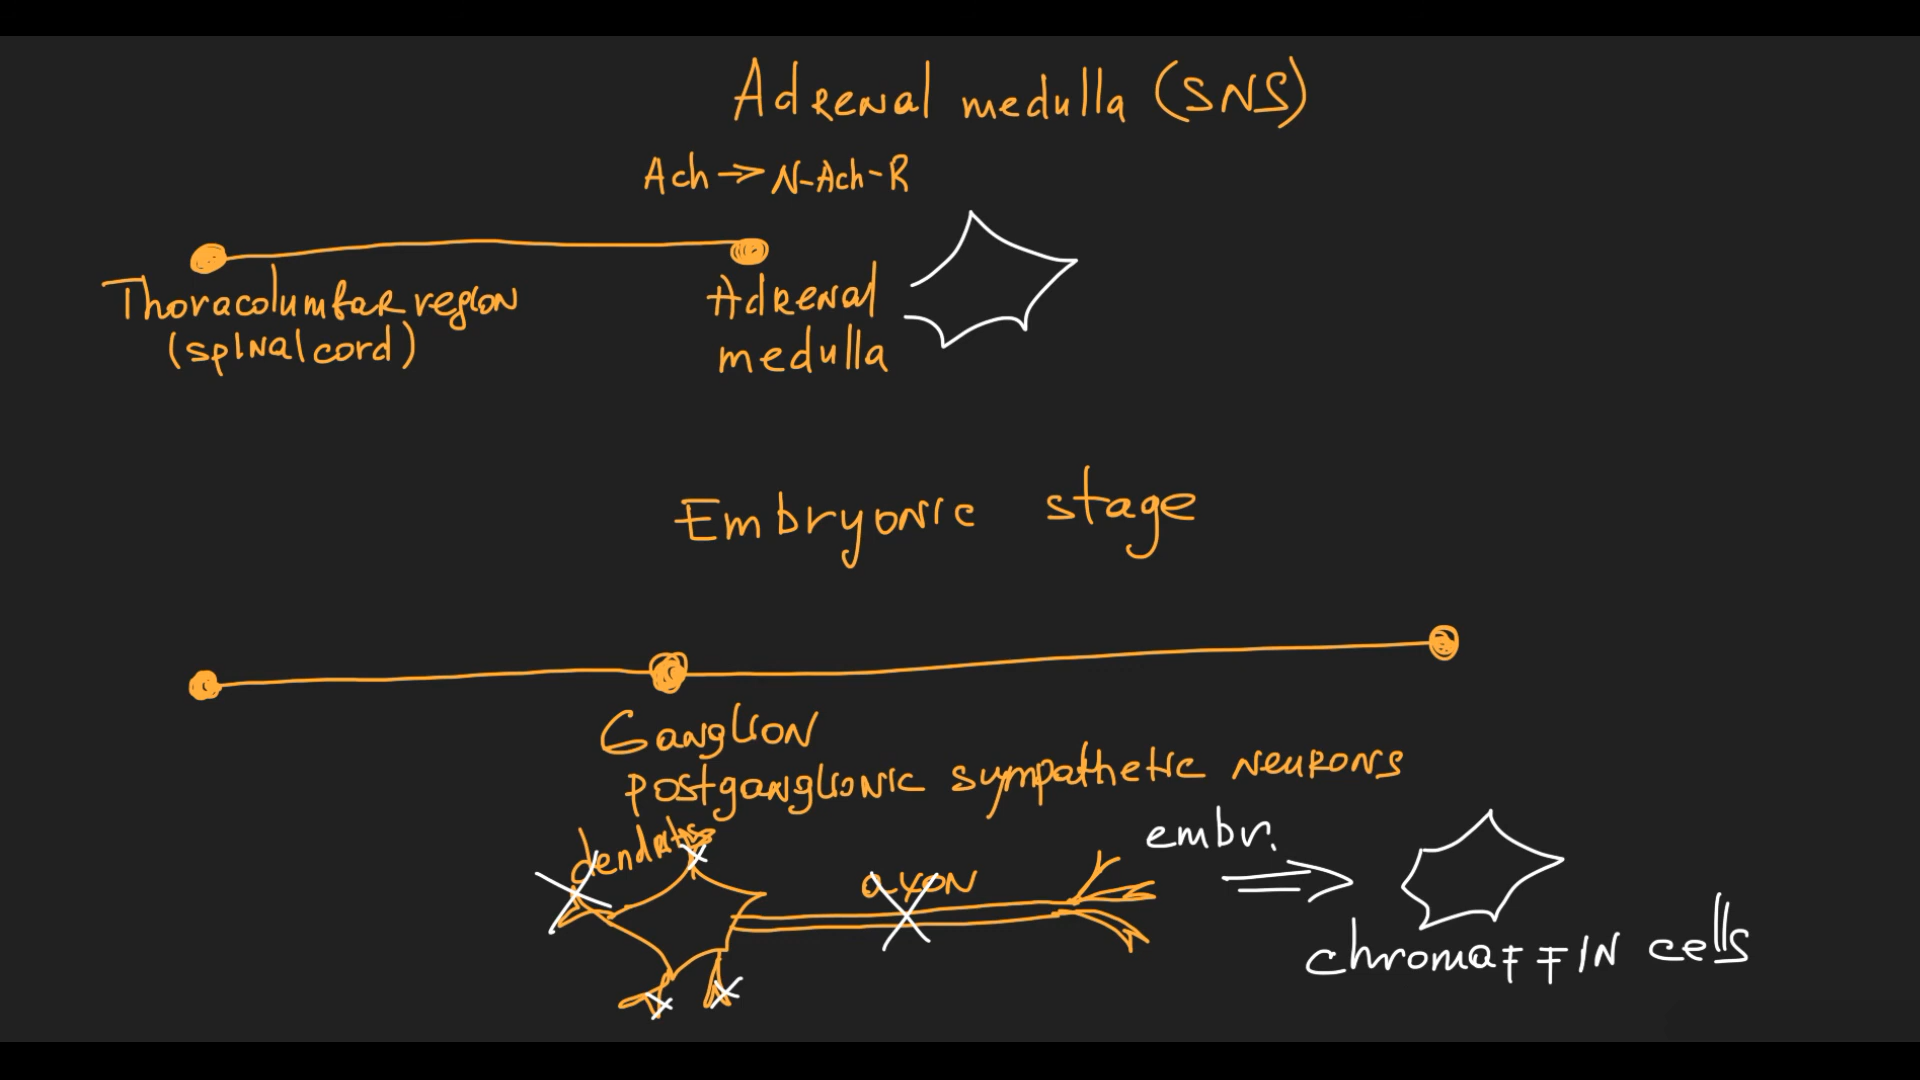 Adrenal medulla (SNS)
Ach → N-Ach-R
Thoracolumbar region
(spinal cord)
Adrenal
medulla
Embryonic stage
Ganglion
postganglionic sympathetic neurons
dendrites
axon
embr.
chromaffin cells